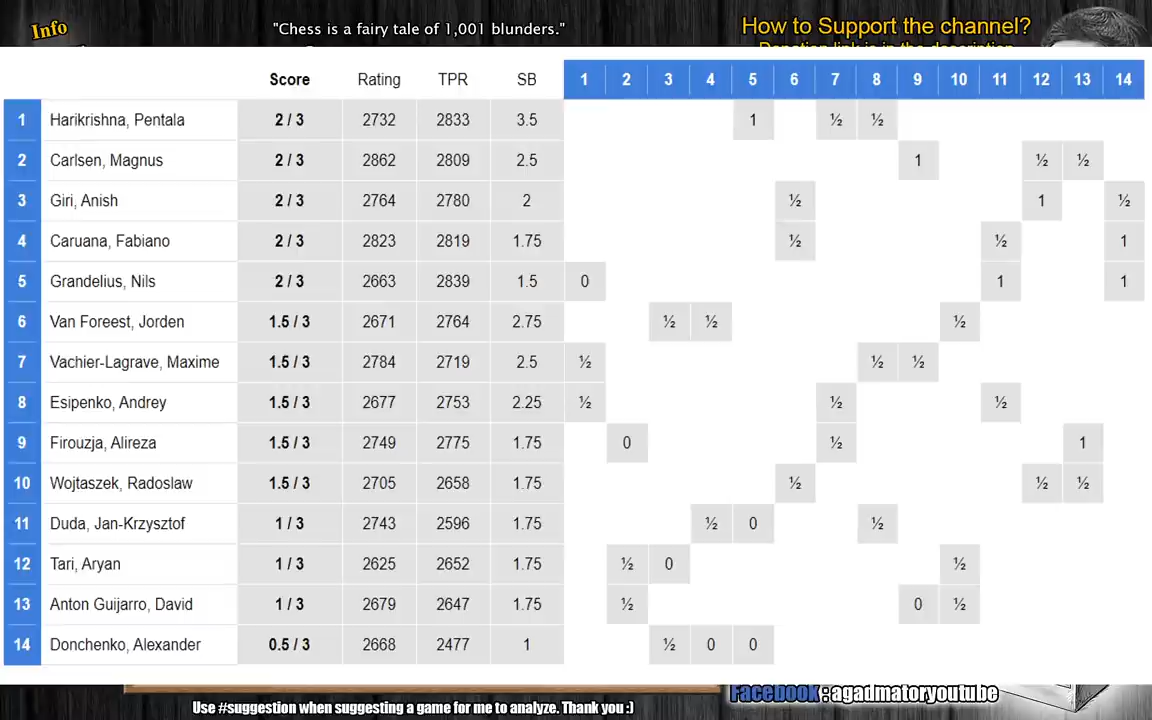 Info
"Chess is a fairy tale of 1,001 blunders."
How to Support the channel?
Donation link is in the description
Score Rating TPR SB 1 2 3 4 5 6 7 8 9 10 11 12 13 14
1 Harikrishna, Pentala 2 / 3 2732 2833 3.5 1 ½ ½
2 Carlsen, Magnus 2 / 3 2862 2809 2.5 1 ½ ½
3 Giri, Anish 2 / 3 2764 2780 2 ½ 1 ½
4 Caruana, Fabiano 2 / 3 2823 2819 1.75 ½ ½ 1
5 Grandelius, Nils 2 / 3 2663 2839 1.5 0 1 1
6 Van Foreest, Jorden 1.5 / 3 2671 2764 2.75 ½ ½ ½
7 Vachier-Lagrave, Maxime 1.5 / 3 2784 2719 2.5 ½ ½ ½
8 Esipenko, Andrey 1.5 / 3 2677 2753 2.25 ½ ½ ½
9 Firouzja, Alireza 1.5 / 3 2749 2775 1.75 0 ½ 1
10 Wojtaszek, Radoslaw 1.5 / 3 2705 2658 1.75 ½ ½ ½
11 Duda, Jan-Krzysztof 1 / 3 2743 2596 1.75 ½ 0 ½
12 Tari, Aryan 1 / 3 2625 2652 1.75 ½ 0 ½
13 Anton Guijarro, David 1 / 3 2679 2647 1.75 ½ 0 ½
14 Donchenko, Alexander 0.5 / 3 2668 2477 1 ½ 0 0
Facebook : agadmatoryoutube
Use #suggestion when suggesting a game for me to analyze. Thank you :)